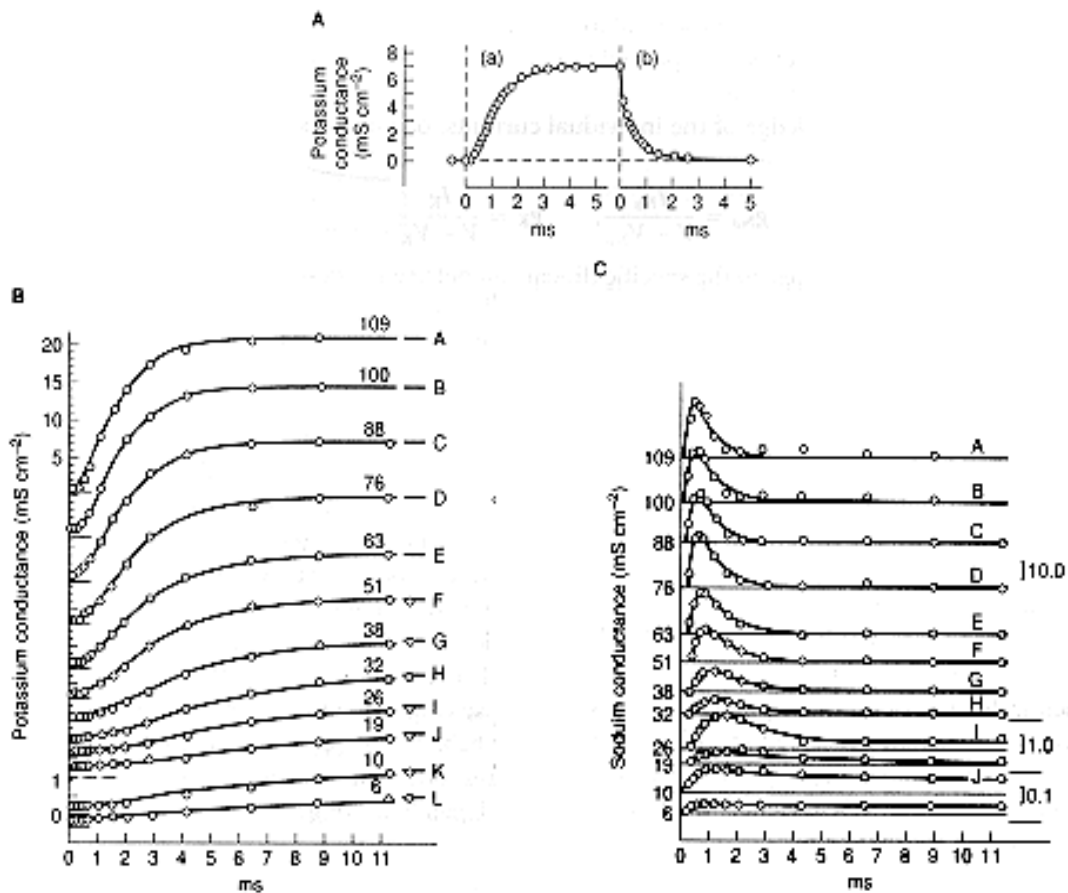 A
Potassium
conductance
(mS cm⁻²)
8
6
4
2
0
(a)
(b)
0 1 2 3 4 5 0 1 2 3 4 5
ms
ms
B
Potassium conductance (mS cm⁻²)
20
15
10
5
1
0
109 A
100 B
88 C
76 D
63 E
51 F
38 G
32 H
26 I
19 J
10 K
6 L
0 1 2 3 4 5 6 7 8 9 10 11
ms
C
Sodium conductance (mS cm⁻²)
109 A
100 B
88 C
76 D ]10.0
63 E
51 F
38 G
32 H
26 I ]1.0
19
10 J ]0.1
6
0 1 2 3 4 5 6 7 8 9 10 11
ms